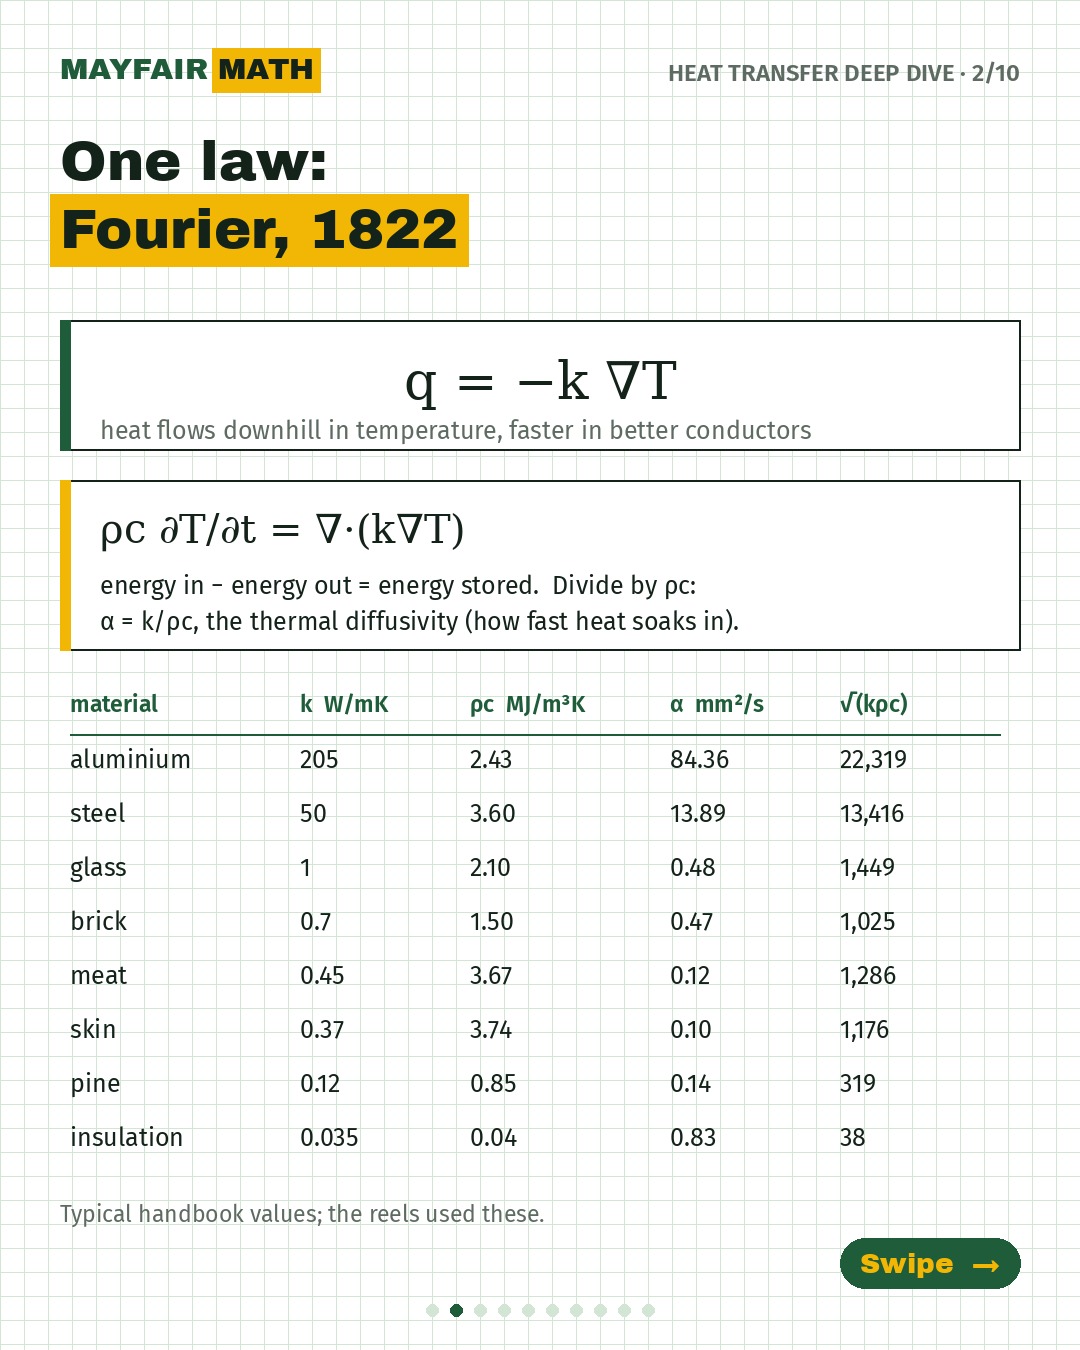 MAYFAIR MATH
HEAT TRANSFER DEEP DIVE · 2/10
One law:
Fourier, 1822
q = −k ∇T
heat flows downhill in temperature, faster in better conductors
ρc ∂T/∂t = ∇·(k∇T)
energy in − energy out = energy stored.  Divide by ρc:
α = k/ρc, the thermal diffusivity (how fast heat soaks in).
material k W/mK ρc MJ/m³K α mm²/s √(kρc)
aluminium 205 2.43 84.36 22,319
steel 50 3.60 13.89 13,416
glass 1 2.10 0.48 1,449
brick 0.7 1.50 0.47 1,025
meat 0.45 3.67 0.12 1,286
skin 0.37 3.74 0.10 1,176
pine 0.12 0.85 0.14 319
insulation 0.035 0.04 0.83 38
Typical handbook values; the reels used these.
Swipe →